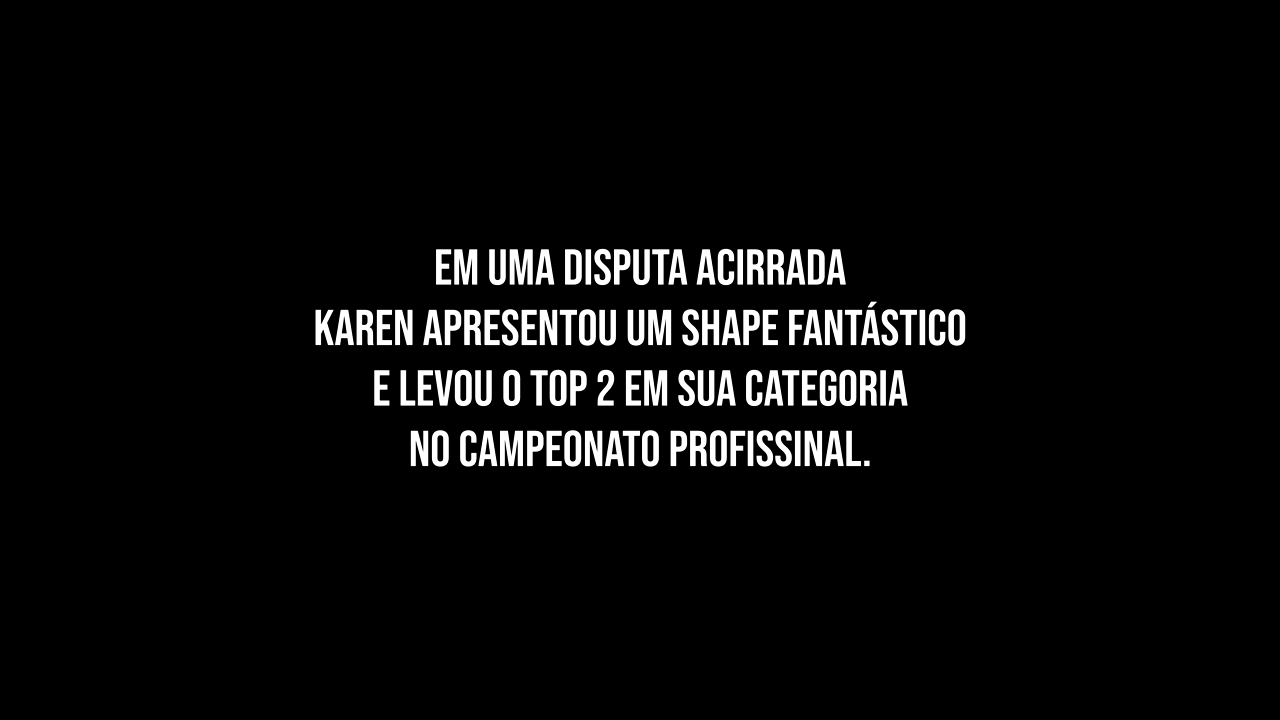 EM UMA DISPUTA ACIRRADA
KAREN APRESENTOU UM SHAPE FANTÁSTICO
E LEVOU O TOP 2 EM SUA CATEGORIA
NO CAMPEONATO PROFISSINAL.